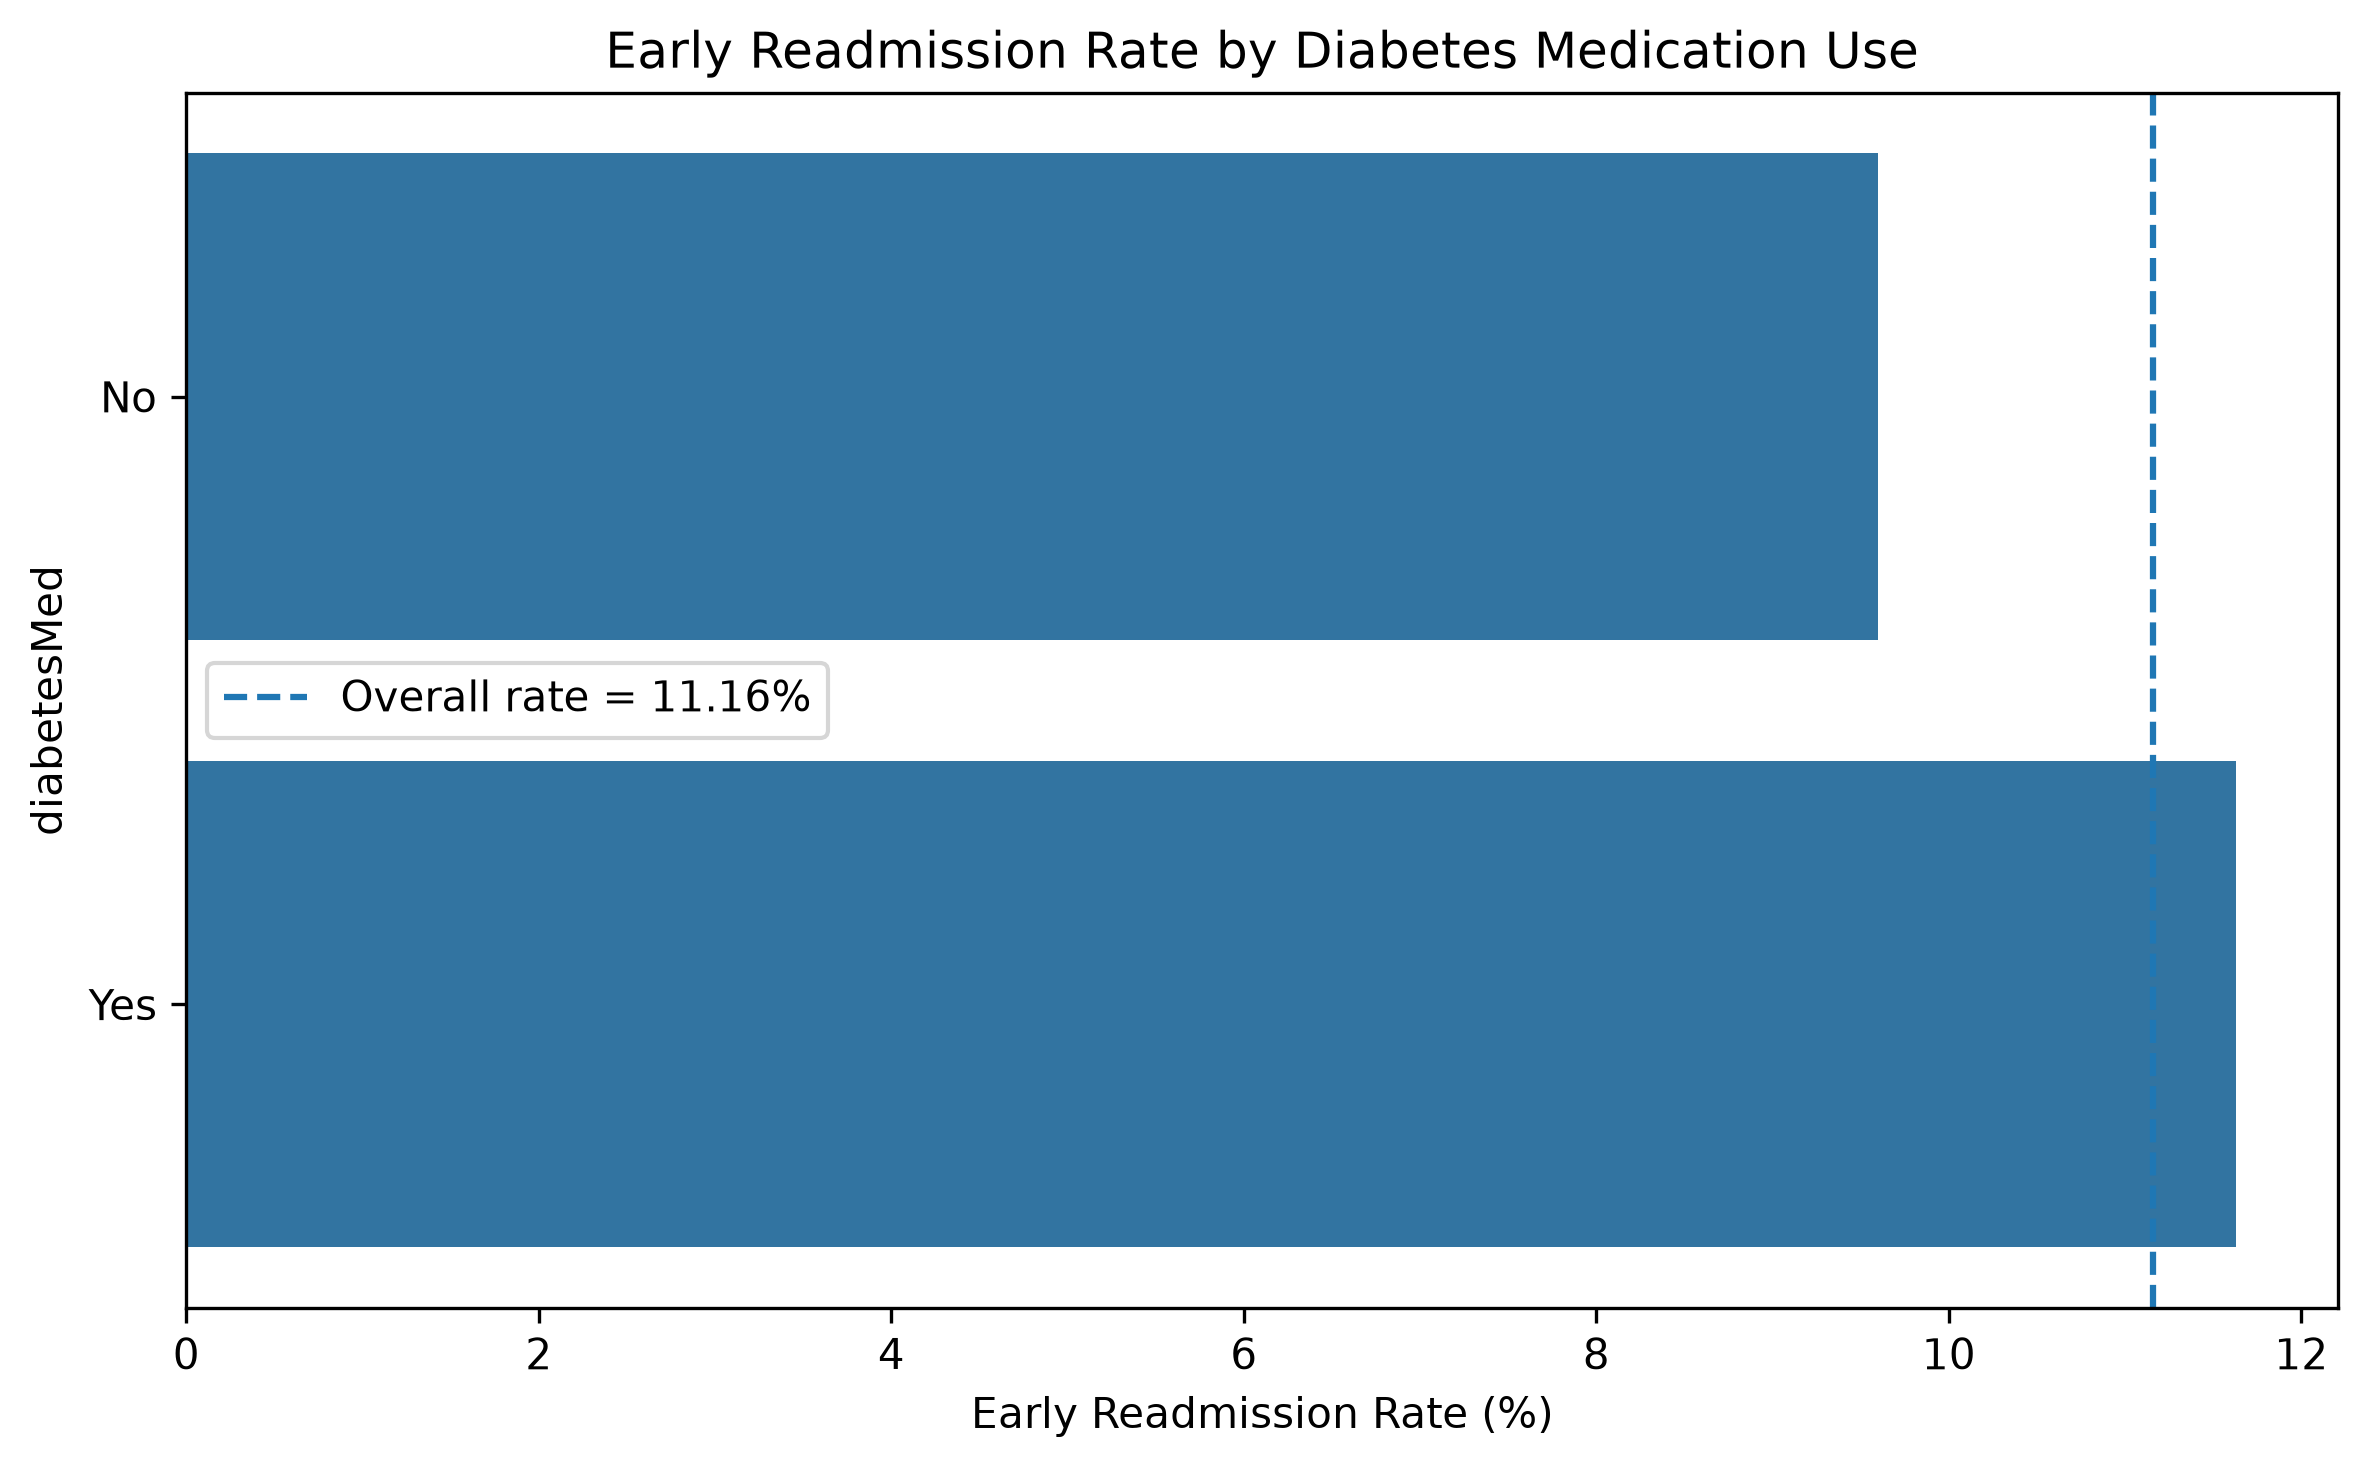 Early Readmission Rate by Diabetes Medication Use
diabetesMed
No
Overall rate = 11.16%
Yes
0 2 4 6 8 10 12
Early Readmission Rate (%)